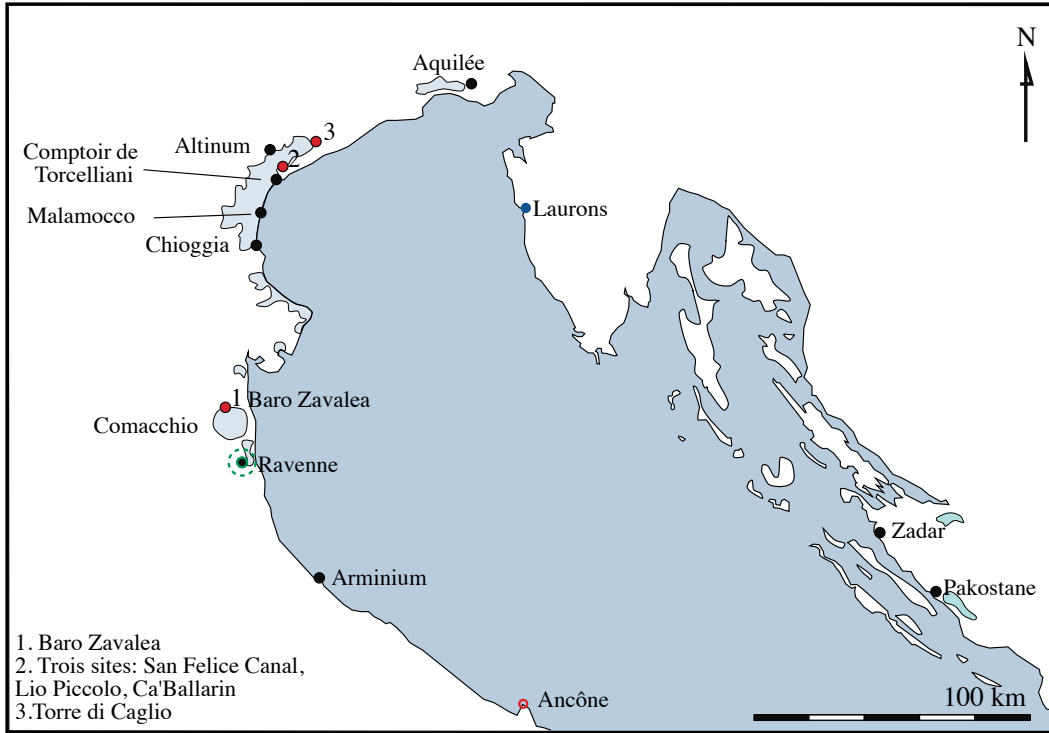 N
Aquilée
3
Altinum
2
Comptoir de
Torcelliani
Malamocco
Laurons
Chioggia
1 Baro Zavalea
Comacchio
Ravenne
Zadar
Arminium
Pakostane
1. Baro Zavalea
2. Trois sites: San Felice Canal,
Lio Piccolo, Ca'Ballarin
3.Torre di Caglio
Ancône
100 km